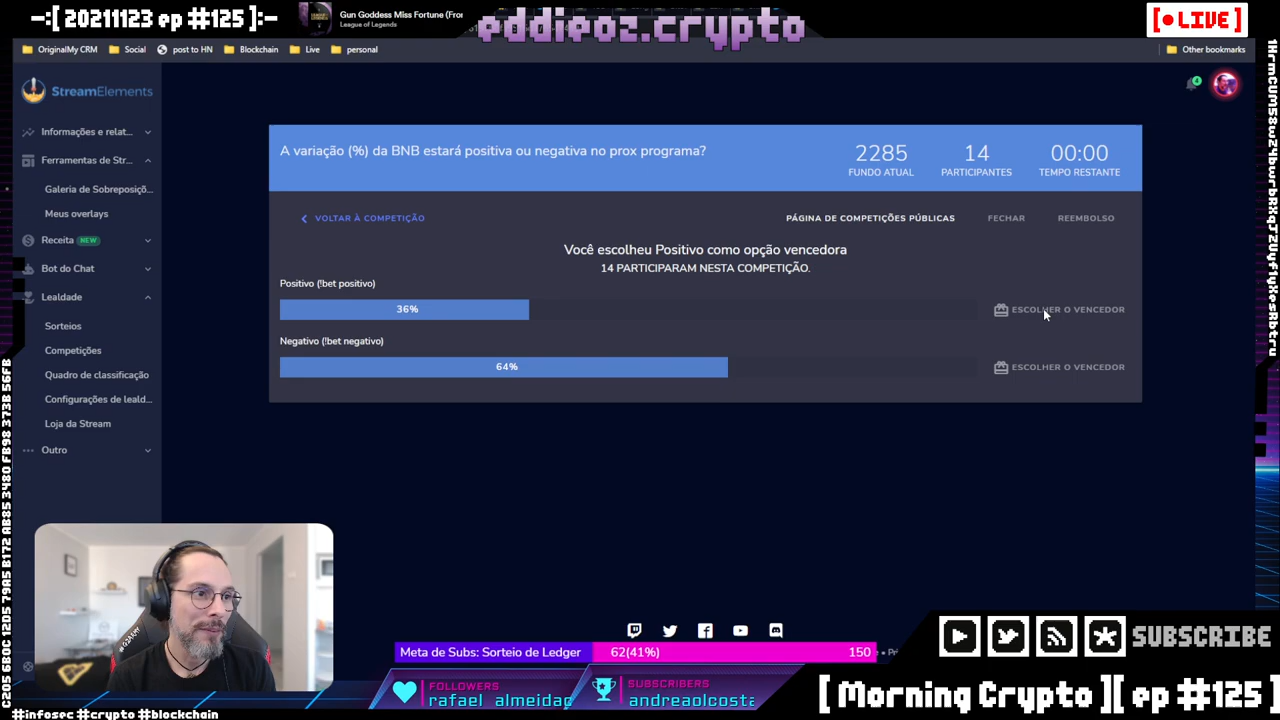 -:[ 20211123 ep #125 ]:-
Gun Goddess Miss Fortune (From
League of Legends
eddieoz.crypto
[● LIVE]
OriginalMy CRM
Social
post to HN
Blockchain
Live
personal
Other bookmarks
StreamElements
4
Informações e relat...
Ferramentas de Str...
Galeria de Sobreposiçõ...
Meus overlays
Receita NEW
Bot do Chat
Lealdade
Sorteios
Competições
Quadro de classificação
Configurações de leald...
Loja da Stream
Outro
A variação (%) da BNB estará positiva ou negativa no prox programa?
2285
FUNDO ATUAL
14
PARTICIPANTES
00:00
TEMPO RESTANTE
VOLTAR À COMPETIÇÃO
PÁGINA DE COMPETIÇÕES PÚBLICAS
FECHAR
REEMBOLSO
Você escolheu Positivo como opção vencedora
14 PARTICIPARAM NESTA COMPETIÇÃO.
Positivo (!bet positivo)
36%
ESCOLHER O VENCEDOR
Negativo (!bet negativo)
64%
ESCOLHER O VENCEDOR
Meta de Subs: Sorteio de Ledger
62(41%)
150
FOLLOWERS
rafael_almeidac
SUBSCRIBERS
andreaolcosta
SUBSCRIBE
[ Morning Crypto ][ ep #125 ]
#infosec #crypto #blockchain